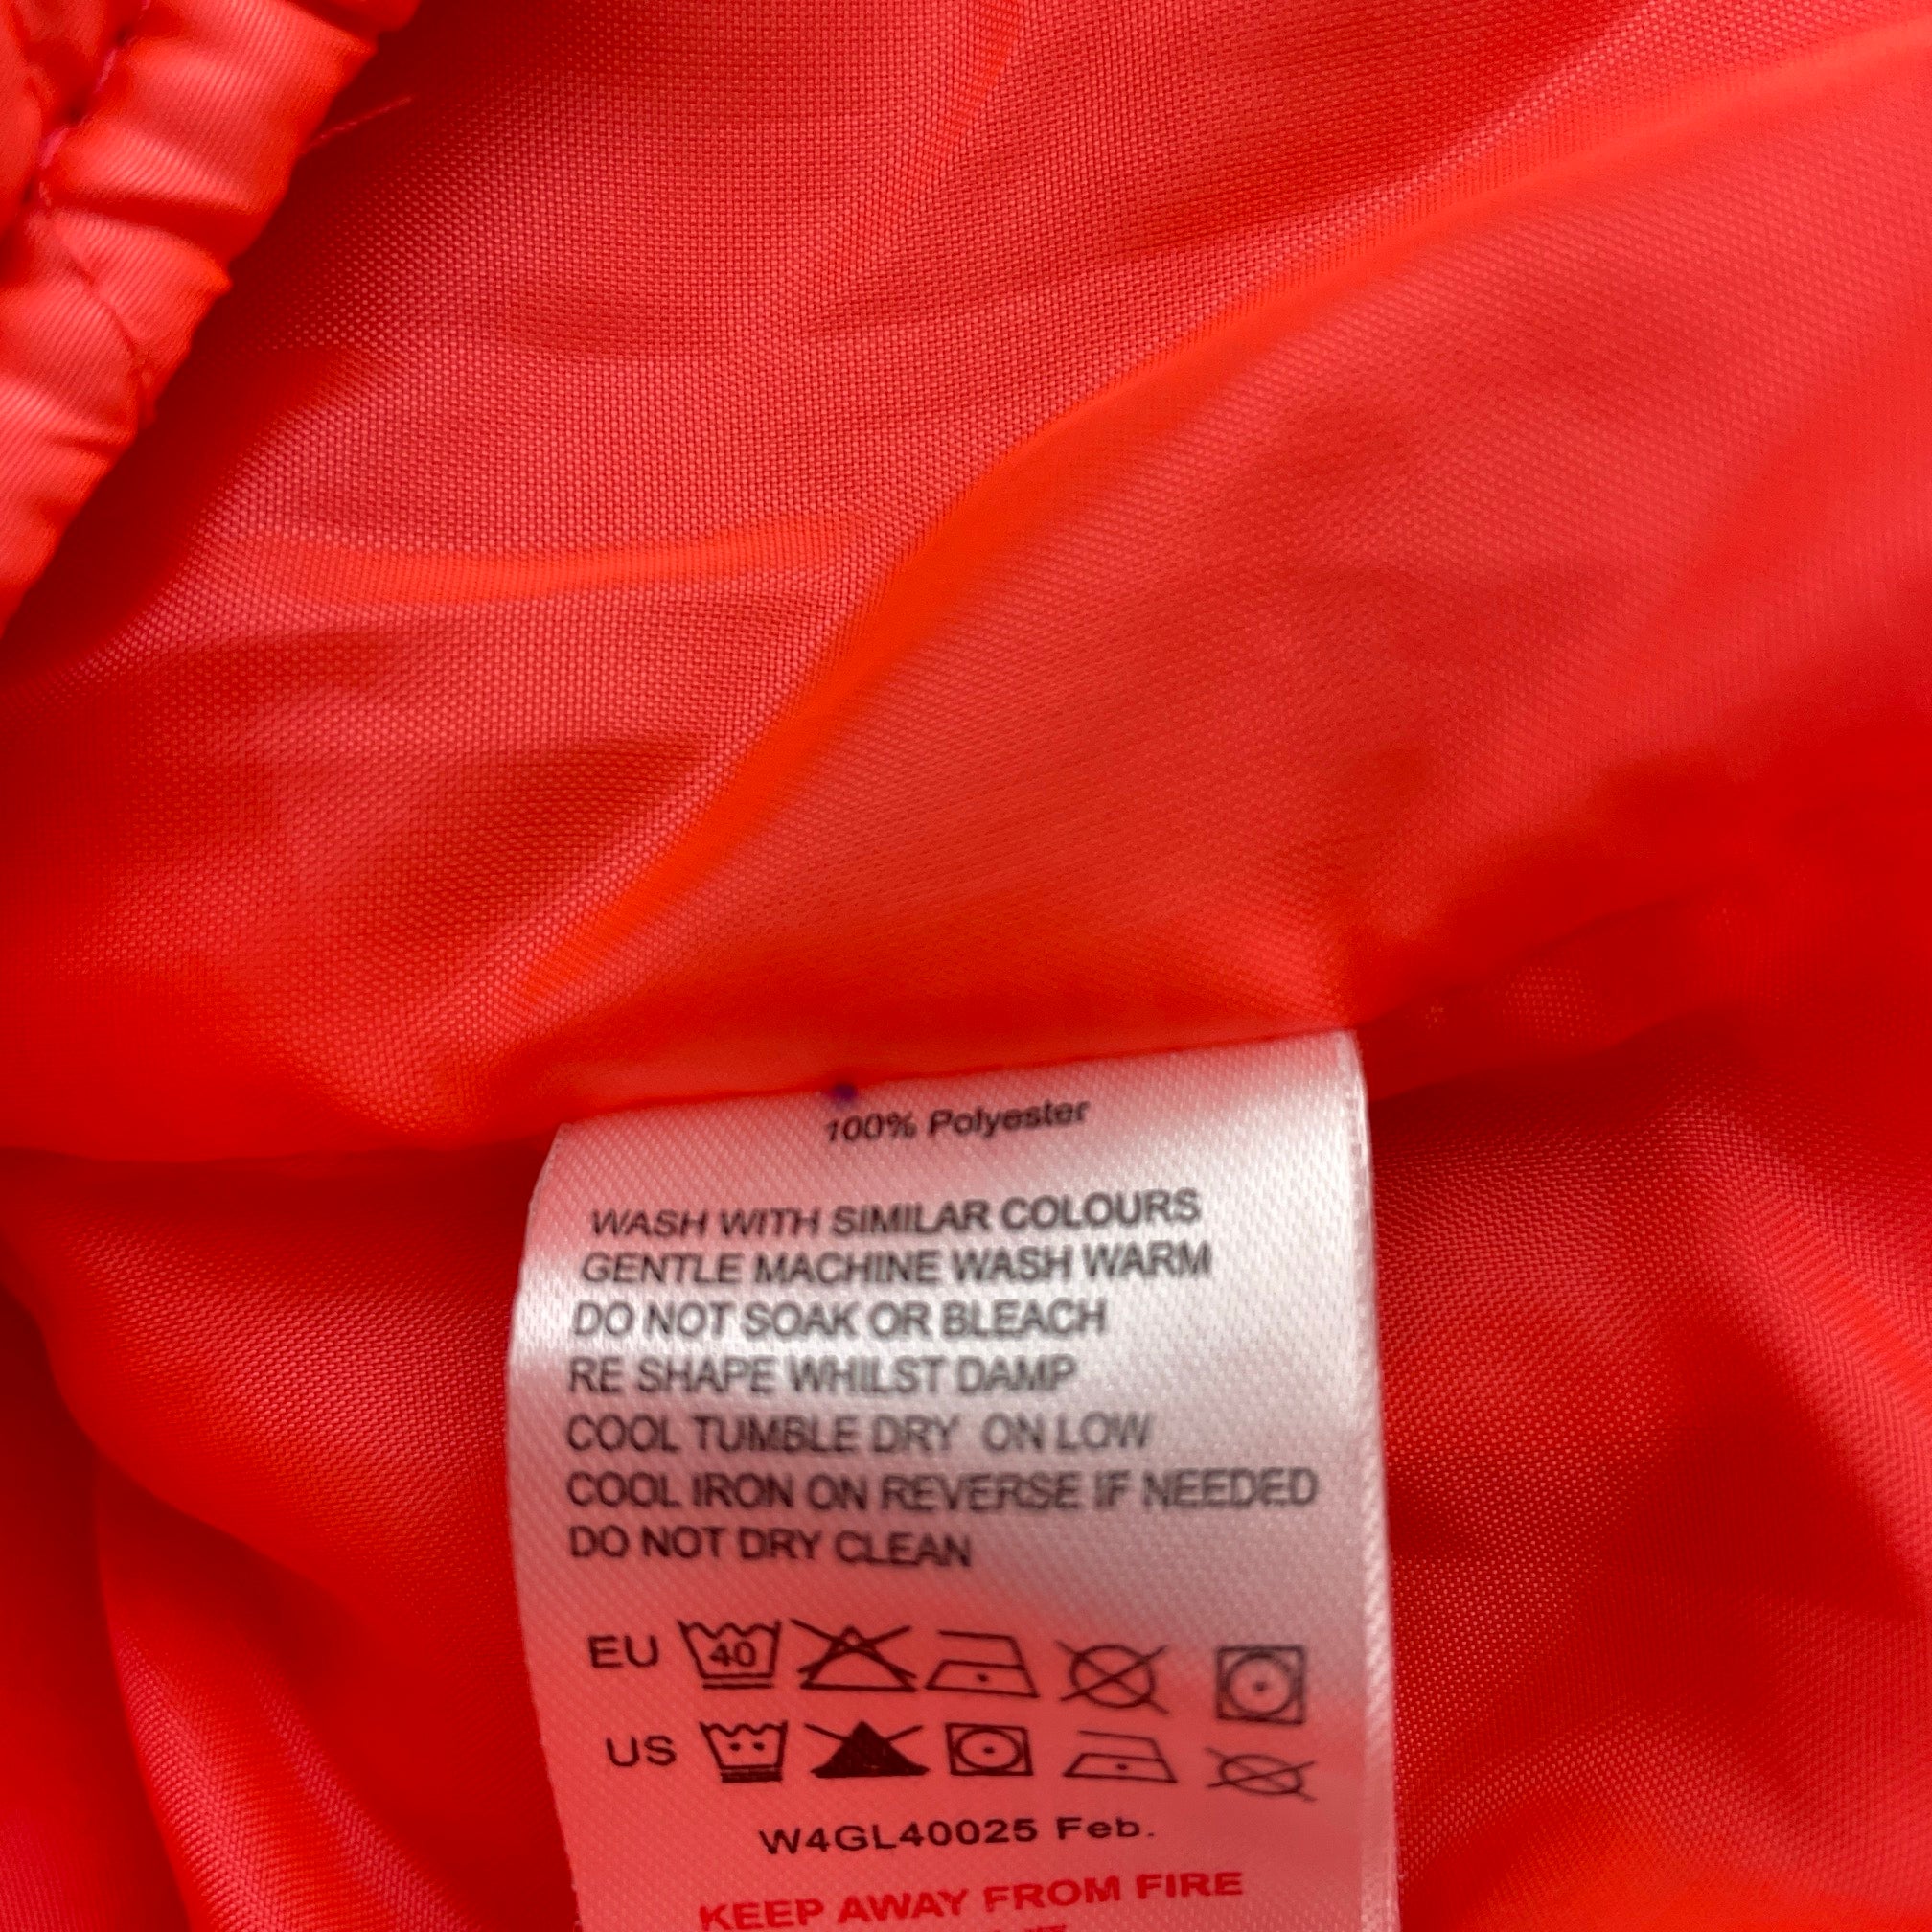 100% Polyester
WASH WITH SIMILAR COLOURS
GENTLE MACHINE WASH WARM
DO NOT SOAK OR BLEACH
RE SHAPE WHILST DAMP
COOL TUMBLE DRY ON LOW
COOL IRON ON REVERSE IF NEEDED
DO NOT DRY CLEAN
EU 40
US
W4GL40025 Feb.
KEEP AWAY FROM FIRE